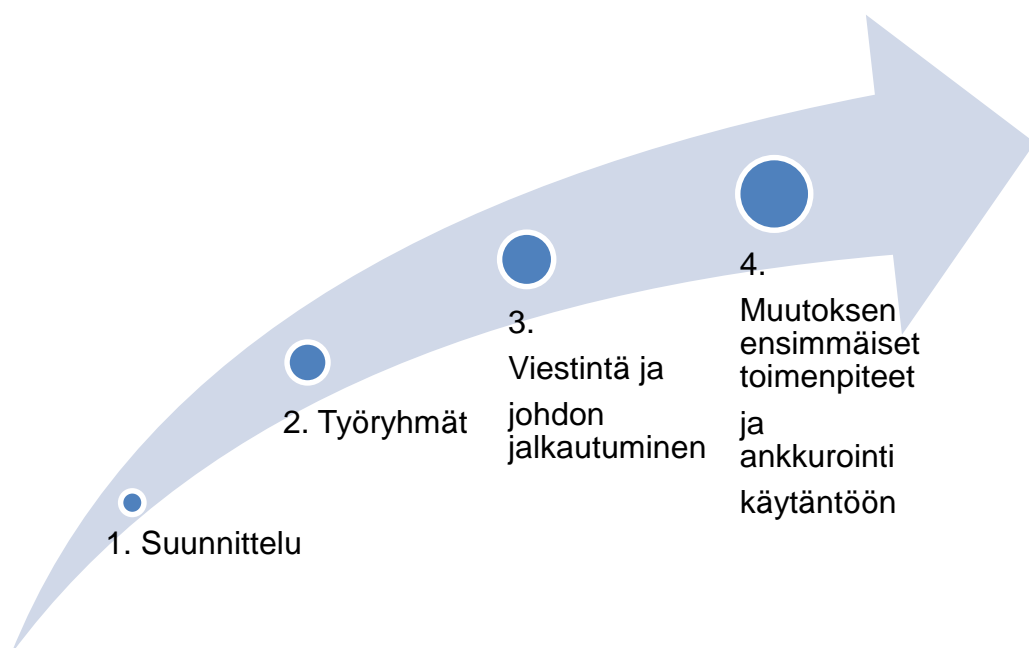 1. Suunnittelu
2. Työryhmät
3.
Viestintä ja
johdon
jalkautuminen
4.
Muutoksen
ensimmäiset
toimenpiteet
ja
ankkurointi
käytäntöön